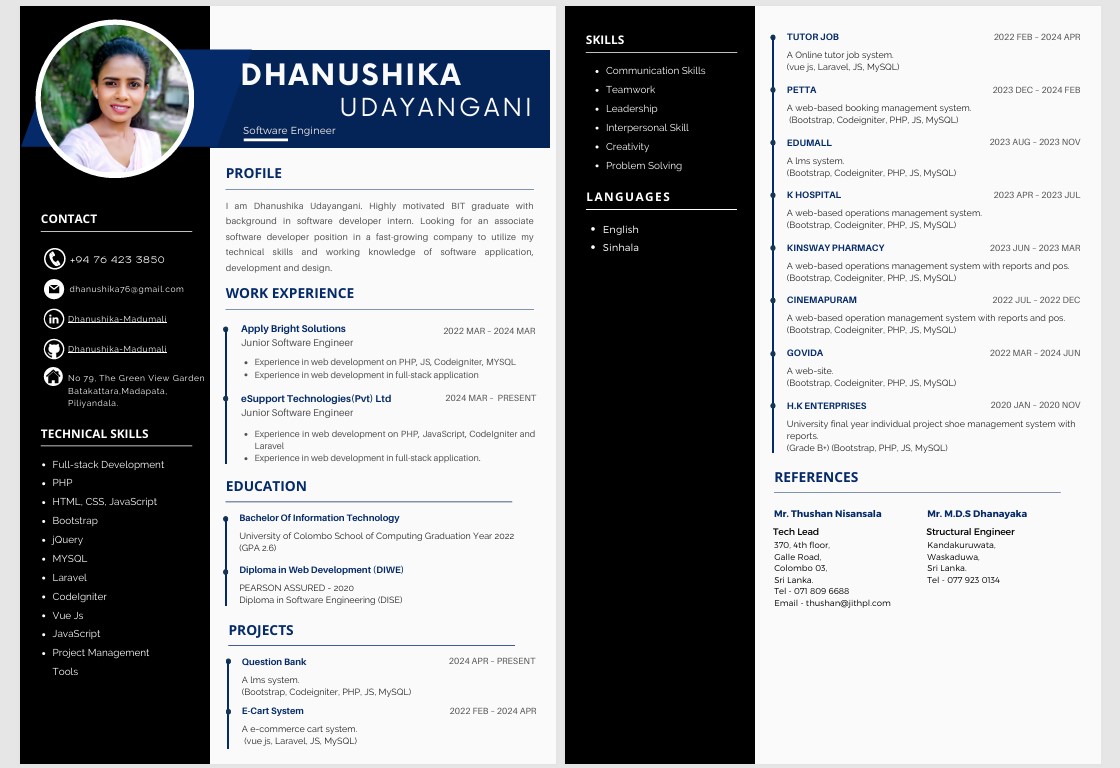 DHANUSHIKA
UDAYANGANI
Software Engineer
CONTACT
+94 76 423 3850
dhanushika76@gmail.com
Dhanushika-Madumali
Dhanushika-Madumali
No 79, The Green View Garden
Batakattara,Madapata,
Piliyandala.
TECHNICAL SKILLS
• Full-stack Development
• PHP
• HTML, CSS, JavaScript
• Bootstrap
• jQuery
• MYSQL
• Laravel
• CodeIgniter
• Vue Js
• JavaScript
• Project Management
Tools
PROFILE
I am Dhanushika Udayangani. Highly motivated BIT graduate with
background in software developer intern. Looking for an associate
software developer position in a fast-growing company to utilize my
technical skills and working knowledge of software application,
development and design.
WORK EXPERIENCE
Apply Bright Solutions 2022 MAR - 2024 MAR
Junior Software Engineer
• Experience in web development on PHP, JS, Codeigniter, MYSQL
• Experience in web development in full-stack application
eSupport Technologies(Pvt) Ltd 2024 MAR - PRESENT
Junior Software Engineer
• Experience in web development on PHP, JavaScript, CodeIgniter and
Laravel
• Experience in web development in full-stack application.
EDUCATION
Bachelor Of Information Technology
University of Colombo School of Computing Graduation Year 2022
(GPA 2.6)
Diploma in Web Development (DIWE)
PEARSON ASSURED - 2020
Diploma in Software Engineering (DISE)
PROJECTS
Question Bank 2024 APR - PRESENT
A lms system.
(Bootstrap, Codeigniter, PHP, JS, MySQL)
E-Cart System 2022 FEB - 2024 APR
A e-commerce cart system.
(vue js, Laravel, JS, MySQL)
SKILLS
• Communication Skills
• Teamwork
• Leadership
• Interpersonal Skill
• Creativity
• Problem Solving
LANGUAGES
• English
• Sinhala
TUTOR JOB 2022 FEB - 2024 APR
A Online tutor job system.
(vue js, Laravel, JS, MySQL)
PETTA 2023 DEC - 2024 FEB
A web-based booking management system.
(Bootstrap, Codeigniter, PHP, JS, MySQL)
EDUMALL 2023 AUG - 2023 NOV
A lms system.
(Bootstrap, Codeigniter, PHP, JS, MySQL)
K HOSPITAL 2023 APR - 2023 JUL
A web-based operations management system.
(Bootstrap, Codeigniter, PHP, JS, MySQL)
KINSWAY PHARMACY 2023 JUN - 2023 MAR
A web-based operations management system with reports and pos.
(Bootstrap, Codeigniter, PHP, JS, MySQL)
CINEMAPURAM 2022 JUL - 2022 DEC
A web-based operation management system with reports and pos.
(Bootstrap, Codeigniter, PHP, JS, MySQL)
GOVIDA 2022 MAR - 2024 JUN
A web-site.
(Bootstrap, Codeigniter, PHP, JS, MySQL)
H.K ENTERPRISES 2020 JAN - 2020 NOV
University final year individual project shoe management system with
reports.
(Grade B+) (Bootstrap, PHP, JS, MySQL)
REFERENCES
Mr. Thushan Nisansala
Tech Lead
370, 4th floor,
Galle Road,
Colombo 03,
Sri Lanka.
Tel - 071 809 6688
Email - thushan@jithpl.com
Mr. M.D.S Dhanayaka
Structural Engineer
Kandakuruwata,
Waskaduwa,
Sri Lanka.
Tel - 077 923 0134